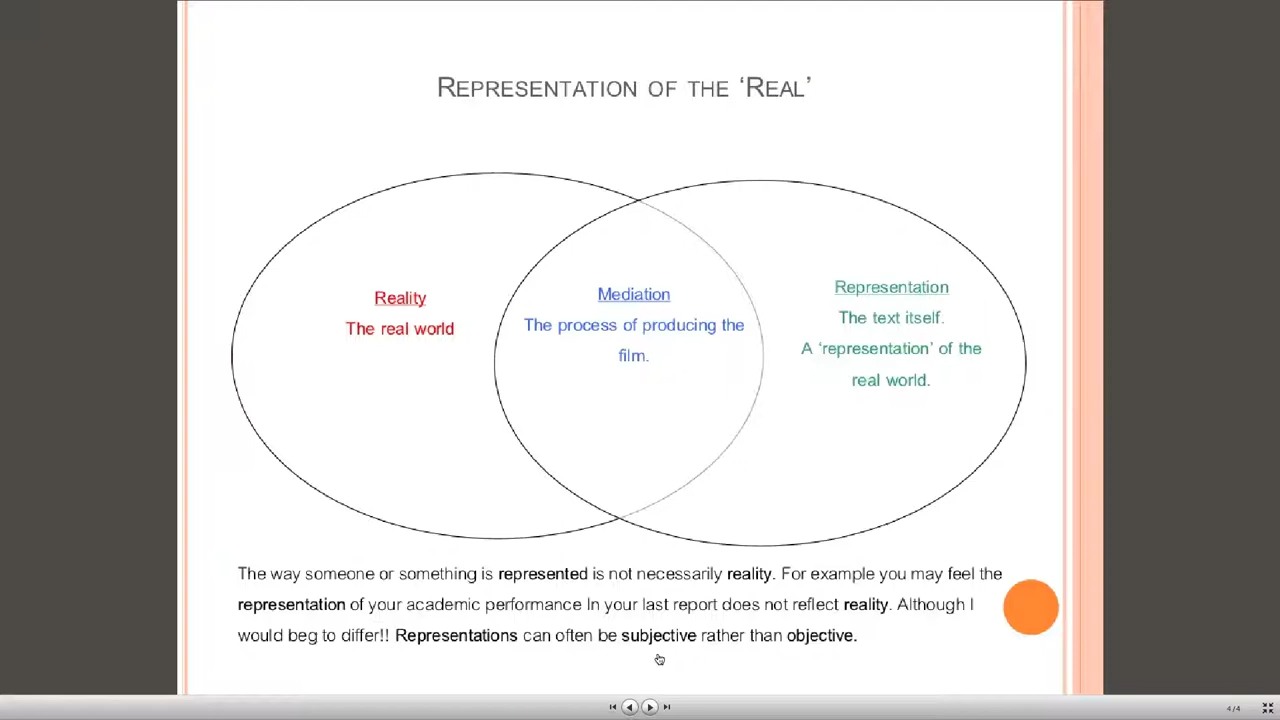 REPRESENTATION OF THE ‘REAL’
Reality
The real world
Mediation
The process of producing the
film.
Representation
The text itself.
A ‘representation’ of the
real world.
The way someone or something is represented is not necessarily reality. For example you may feel the
representation of your academic performance In your last report does not reflect reality. Although I
would beg to differ!! Representations can often be subjective rather than objective.
4/4